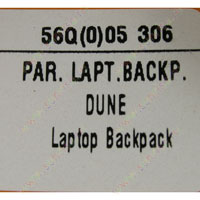 56Q(0)05 306
PAR. LAPT.BACKP.
DUNE
Laptop Backpack